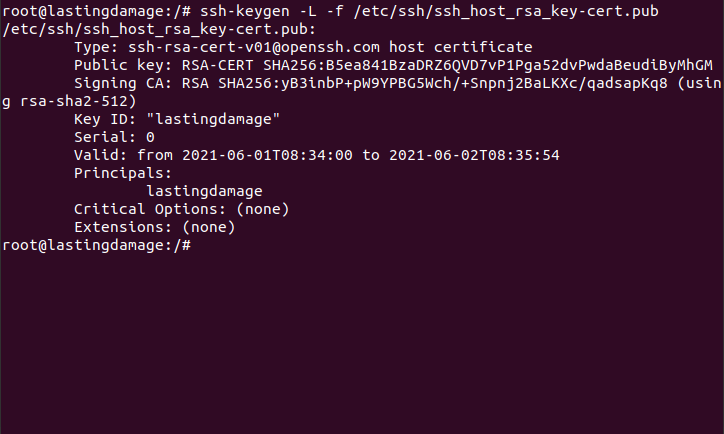 root@lastingdamage:/# ssh-keygen -L -f /etc/ssh/ssh_host_rsa_key-cert.pub
/etc/ssh/ssh_host_rsa_key-cert.pub:
        Type: ssh-rsa-cert-v01@openssh.com host certificate
        Public key: RSA-CERT SHA256:B5ea841BzaDRZ6QVD7vP1Pga52dvPwdaBeudiByMhGM
        Signing CA: RSA SHA256:yB3inbP+pW9YPBG5Wch/+Snpnj2BaLKXc/qadsapKq8 (usin
g rsa-sha2-512)
        Key ID: "lastingdamage"
        Serial: 0
        Valid: from 2021-06-01T08:34:00 to 2021-06-02T08:35:54
        Principals:
                lastingdamage
        Critical Options: (none)
        Extensions: (none)
root@lastingdamage:/#